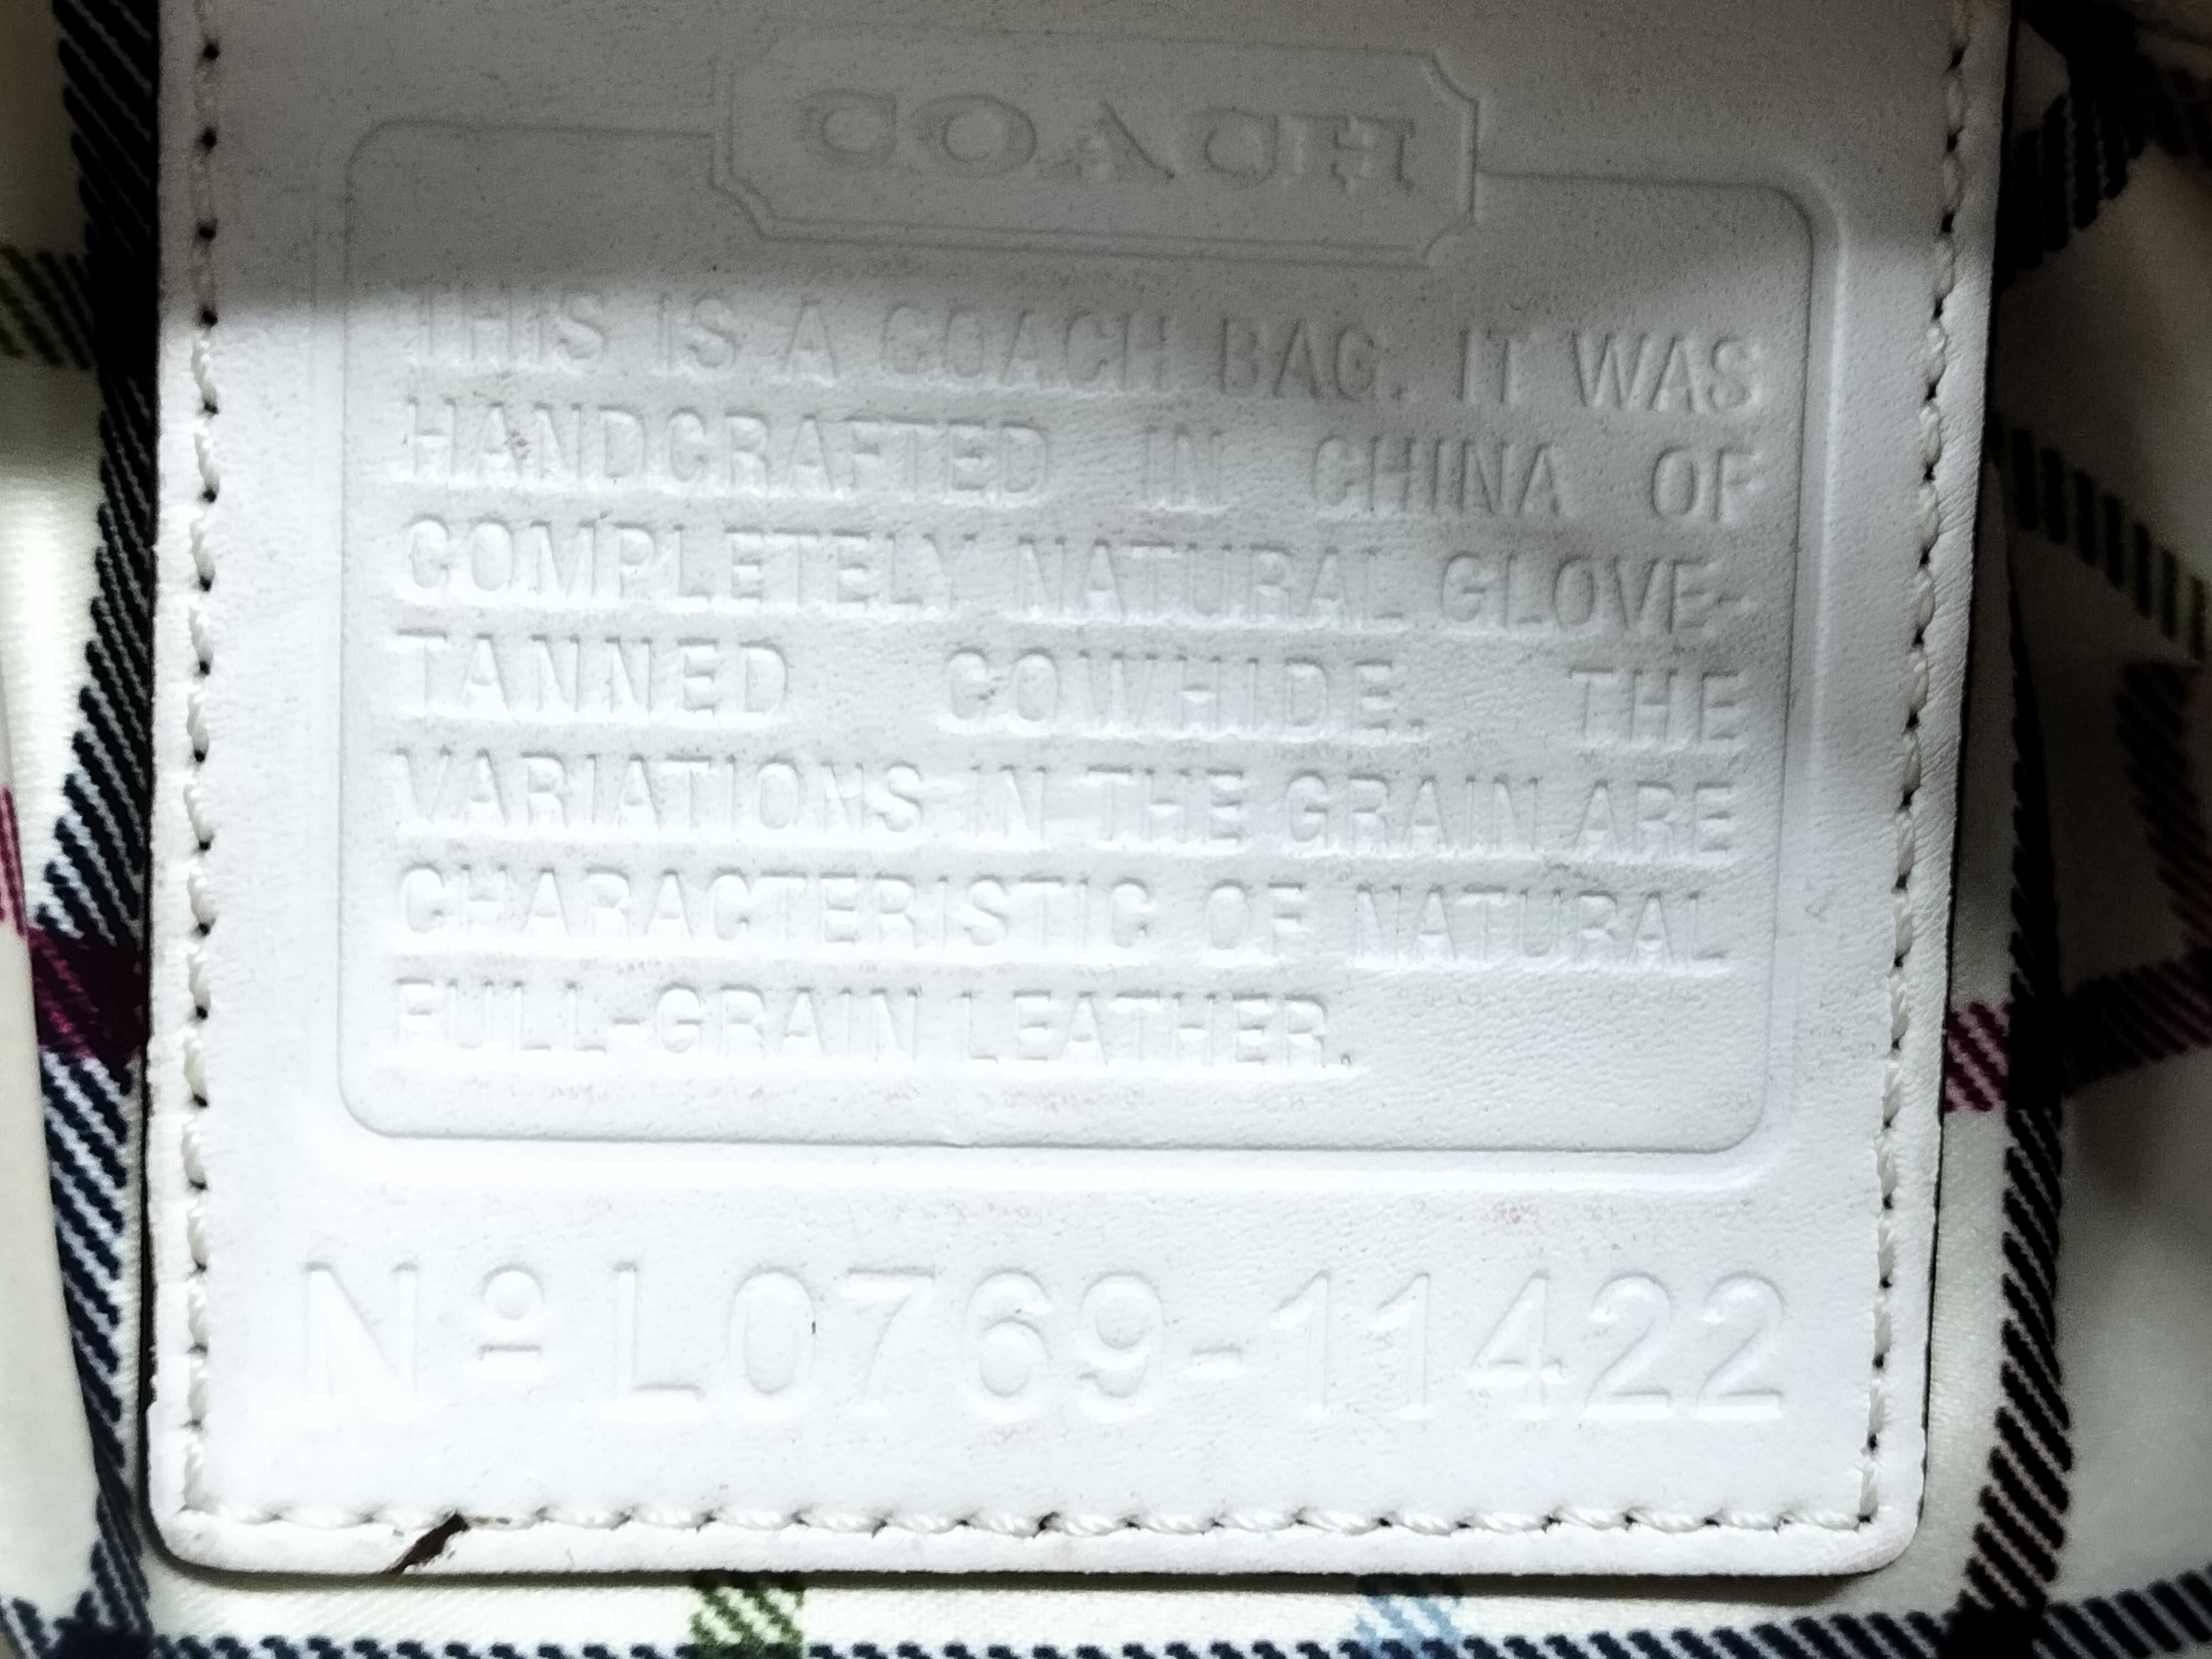 COACH
THIS IS A COACH BAG. IT WAS
HANDCRAFTED IN CHINA OF
COMPLETELY NATURAL GLOVE-
TANNED COWHIDE. THE
VARIATIONS IN THE GRAIN ARE
CHARACTERISTIC OF NATURAL
FULL-GRAIN LEATHER.
Nº L0769-11422